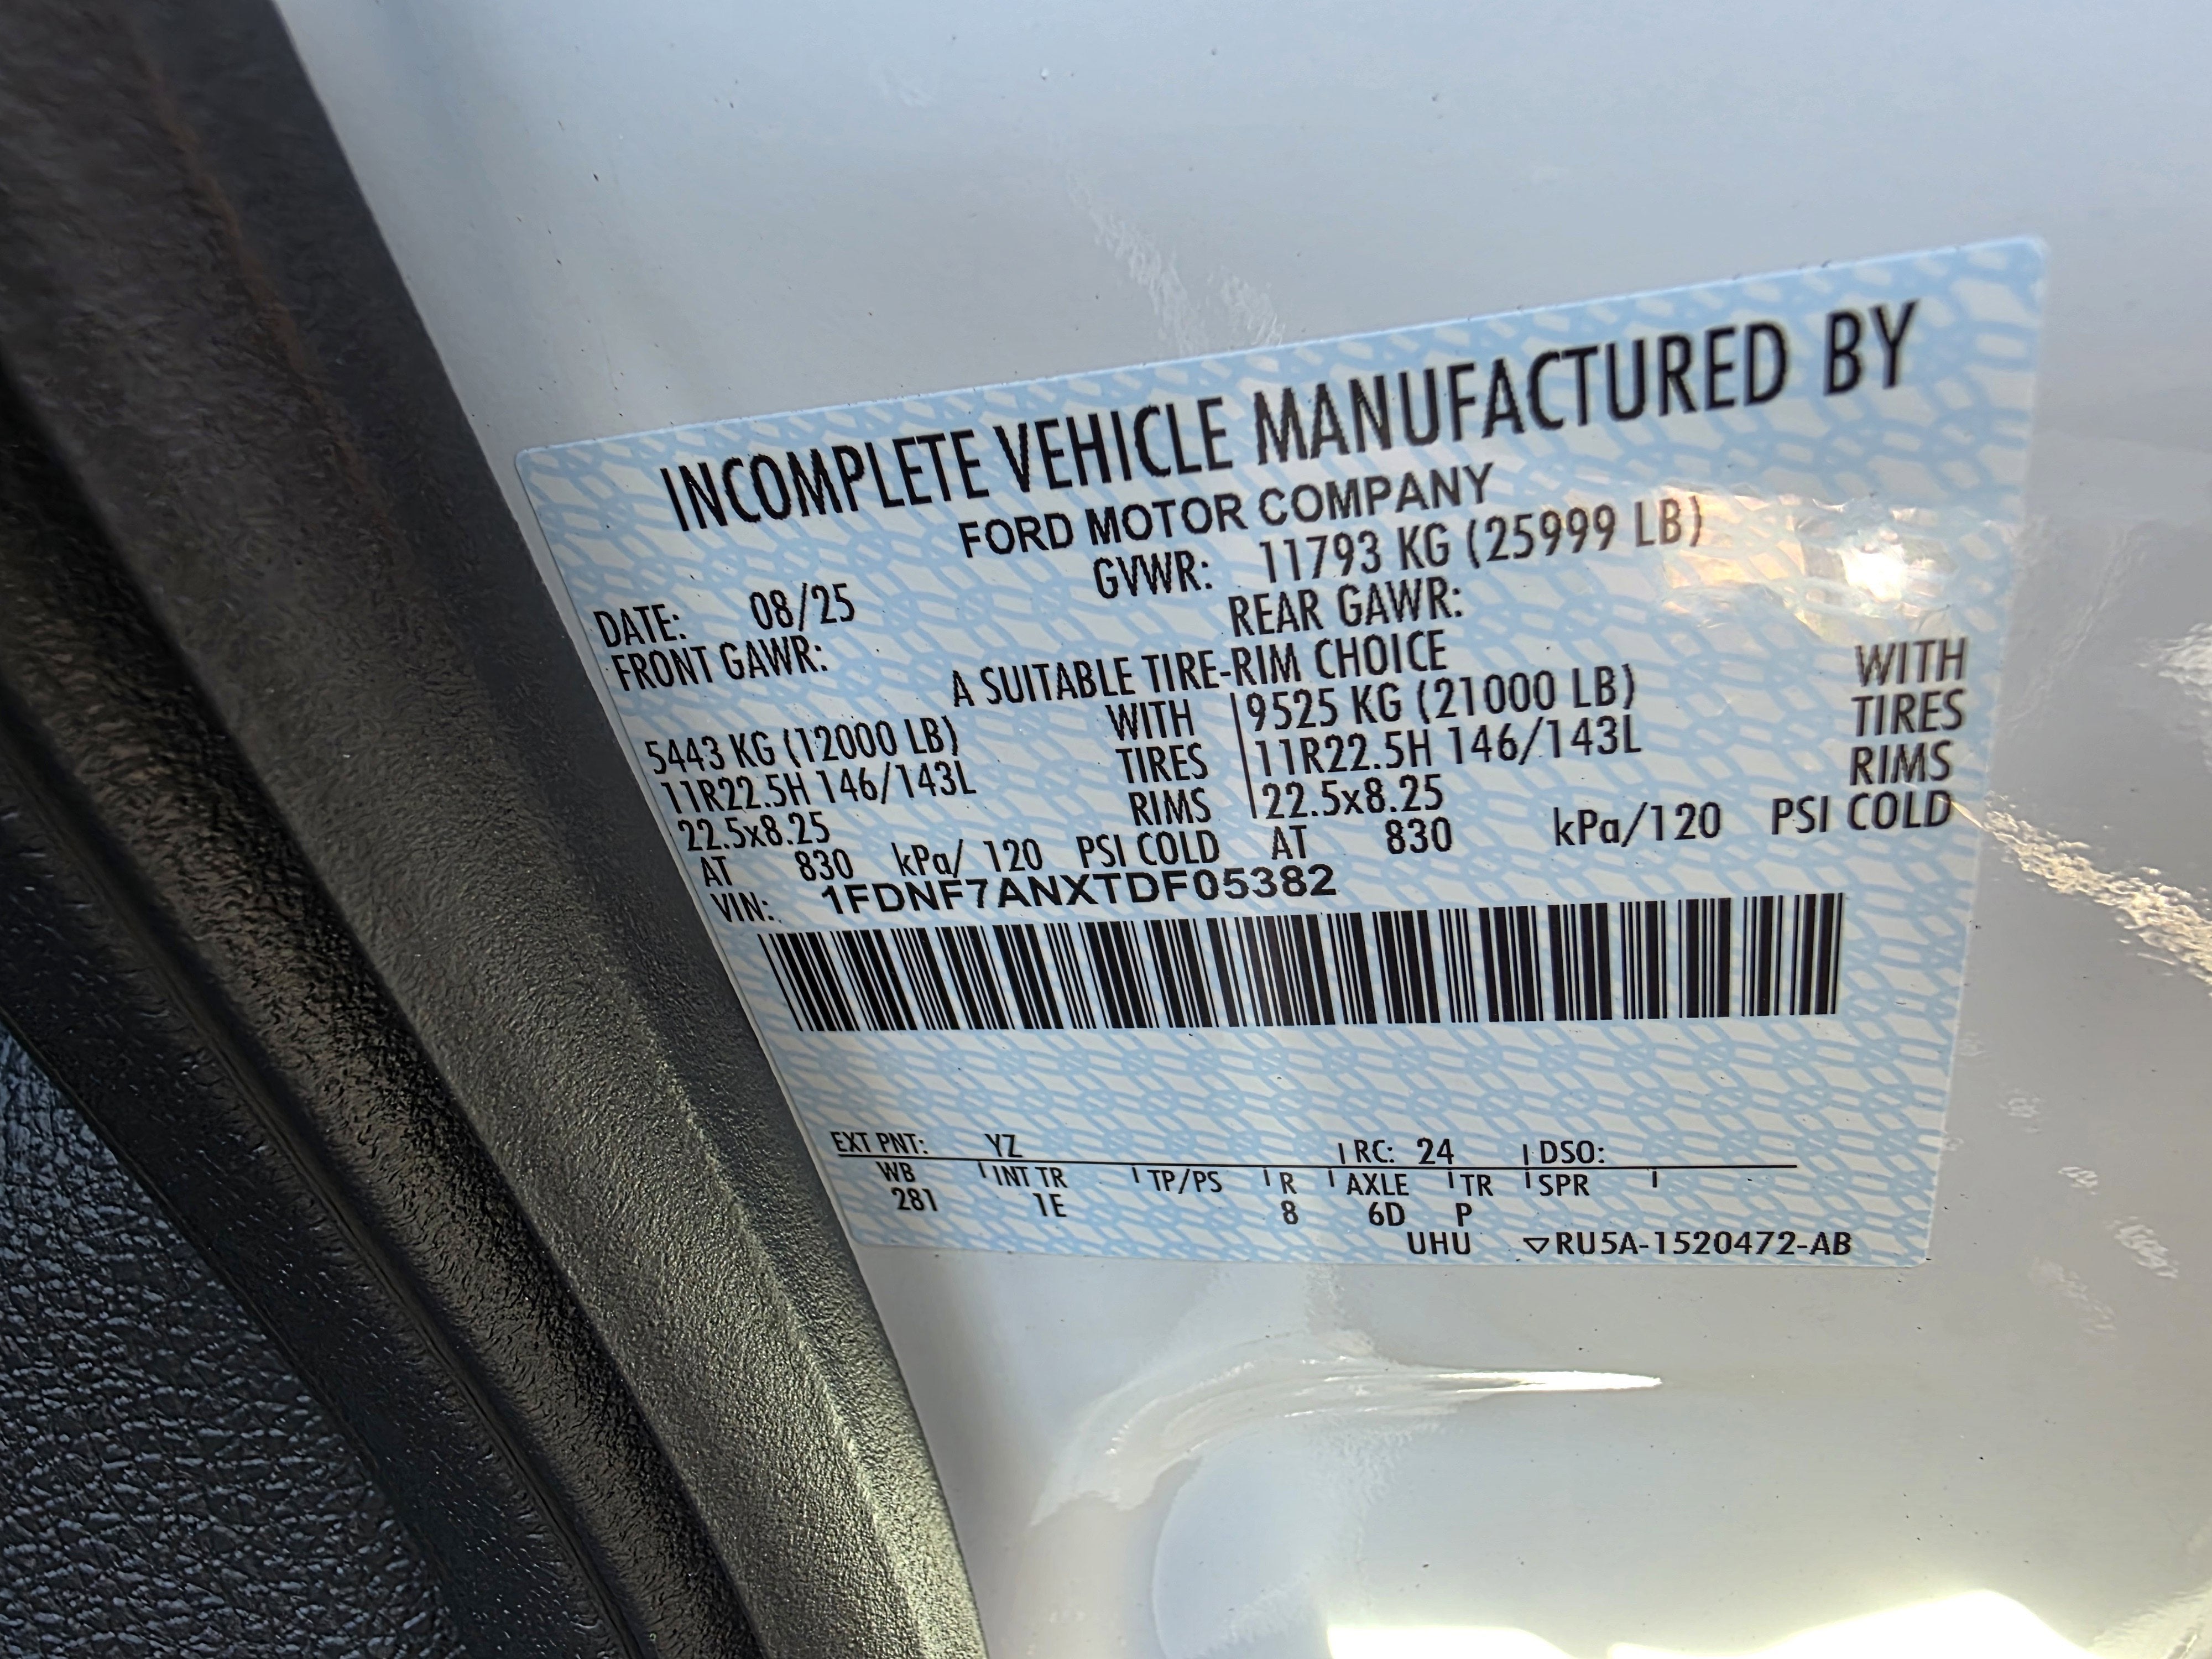 INCOMPLETE VEHICLE MANUFACTURED BY
FORD MOTOR COMPANY
DATE: 08/25 GVWR: 11793 KG (25999 LB)
FRONT GAWR: REAR GAWR:
A SUITABLE TIRE-RIM CHOICE
5443 KG (12000 LB) WITH 9525 KG (21000 LB) WITH
11R22.5H 146/143L TIRES 11R22.5H 146/143L TIRES
22.5x8.25 RIMS 22.5x8.25 RIMS
AT 830 kPa/ 120 PSI COLD AT 830 kPa/120 PSI COLD
VIN: 1FDNF7ANXTDF05382
EXT PNT: YZ RC: 24 DSO:
WB INT TR TP/PS R AXLE TR SPR
281 1E 8 6D P
UHU ▽RU5A-1520472-AB